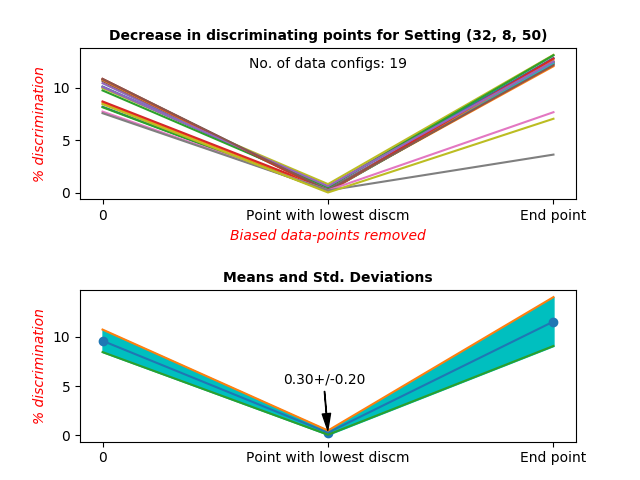 Decrease in discriminating points for Setting (32, 8, 50)
No. of data configs: 19
% discrimination
10
5
0
0
Point with lowest discm
End point
Biased data-points removed
Means and Std. Deviations
% discrimination
10
5
0
0.30+/-0.20
0
Point with lowest discm
End point